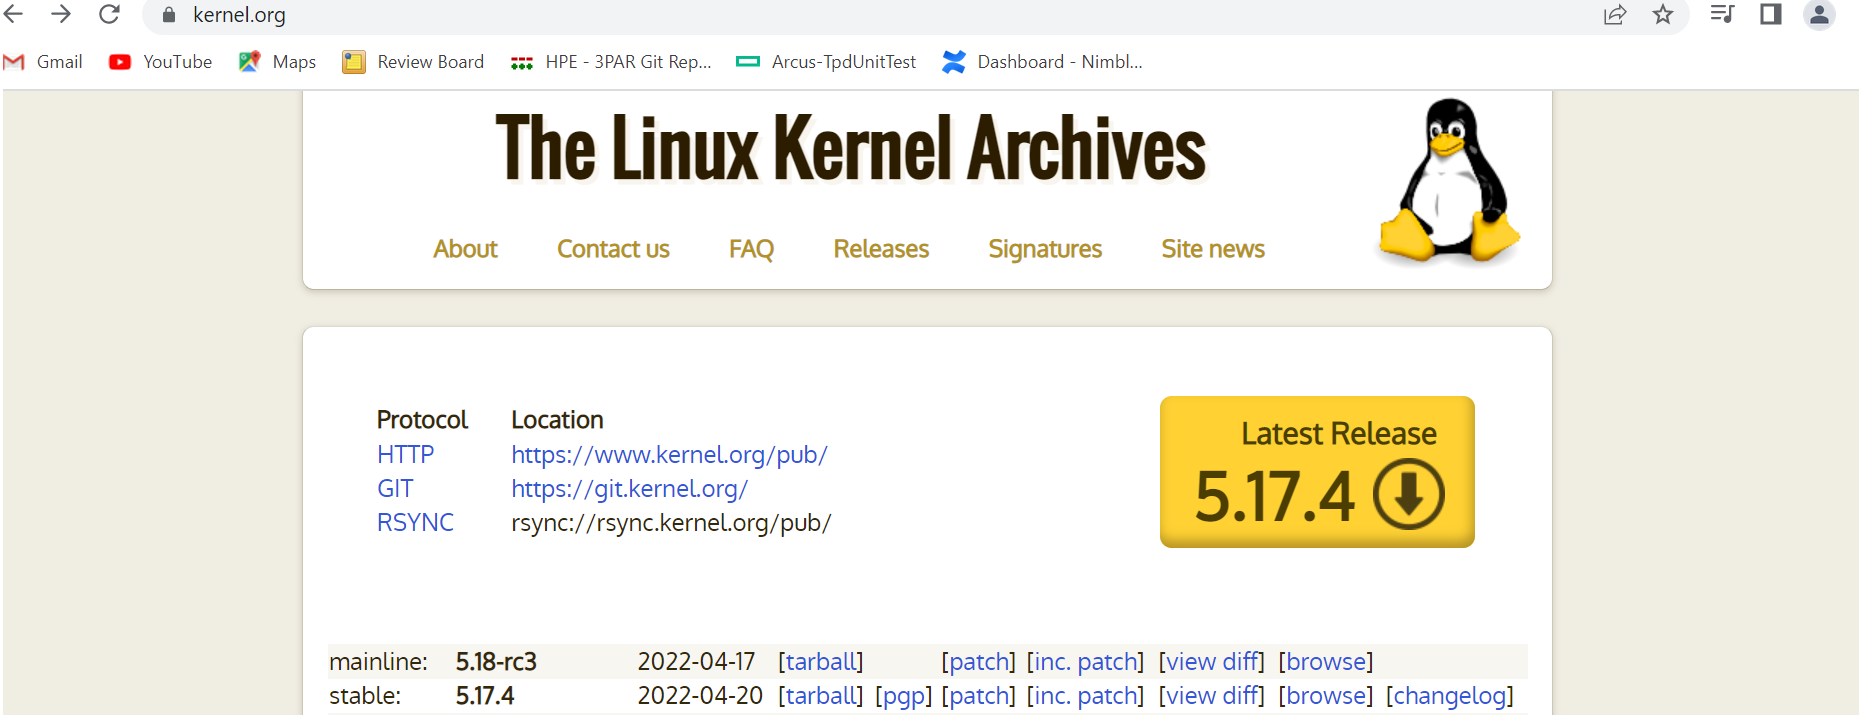 kernel.org
Gmail YouTube Maps Review Board HPE - 3PAR Git Rep... Arcus-TpdUnitTest Dashboard - Nimbl...
The Linux Kernel Archives
About Contact us FAQ Releases Signatures Site news
Protocol Location
HTTP https://www.kernel.org/pub/
GIT https://git.kernel.org/
RSYNC rsync://rsync.kernel.org/pub/
Latest Release
5.17.4
mainline: 5.18-rc3 2022-04-17 [tarball] [patch] [inc. patch] [view diff] [browse]
stable: 5.17.4 2022-04-20 [tarball] [pgp] [patch] [inc. patch] [view diff] [browse] [changelog]